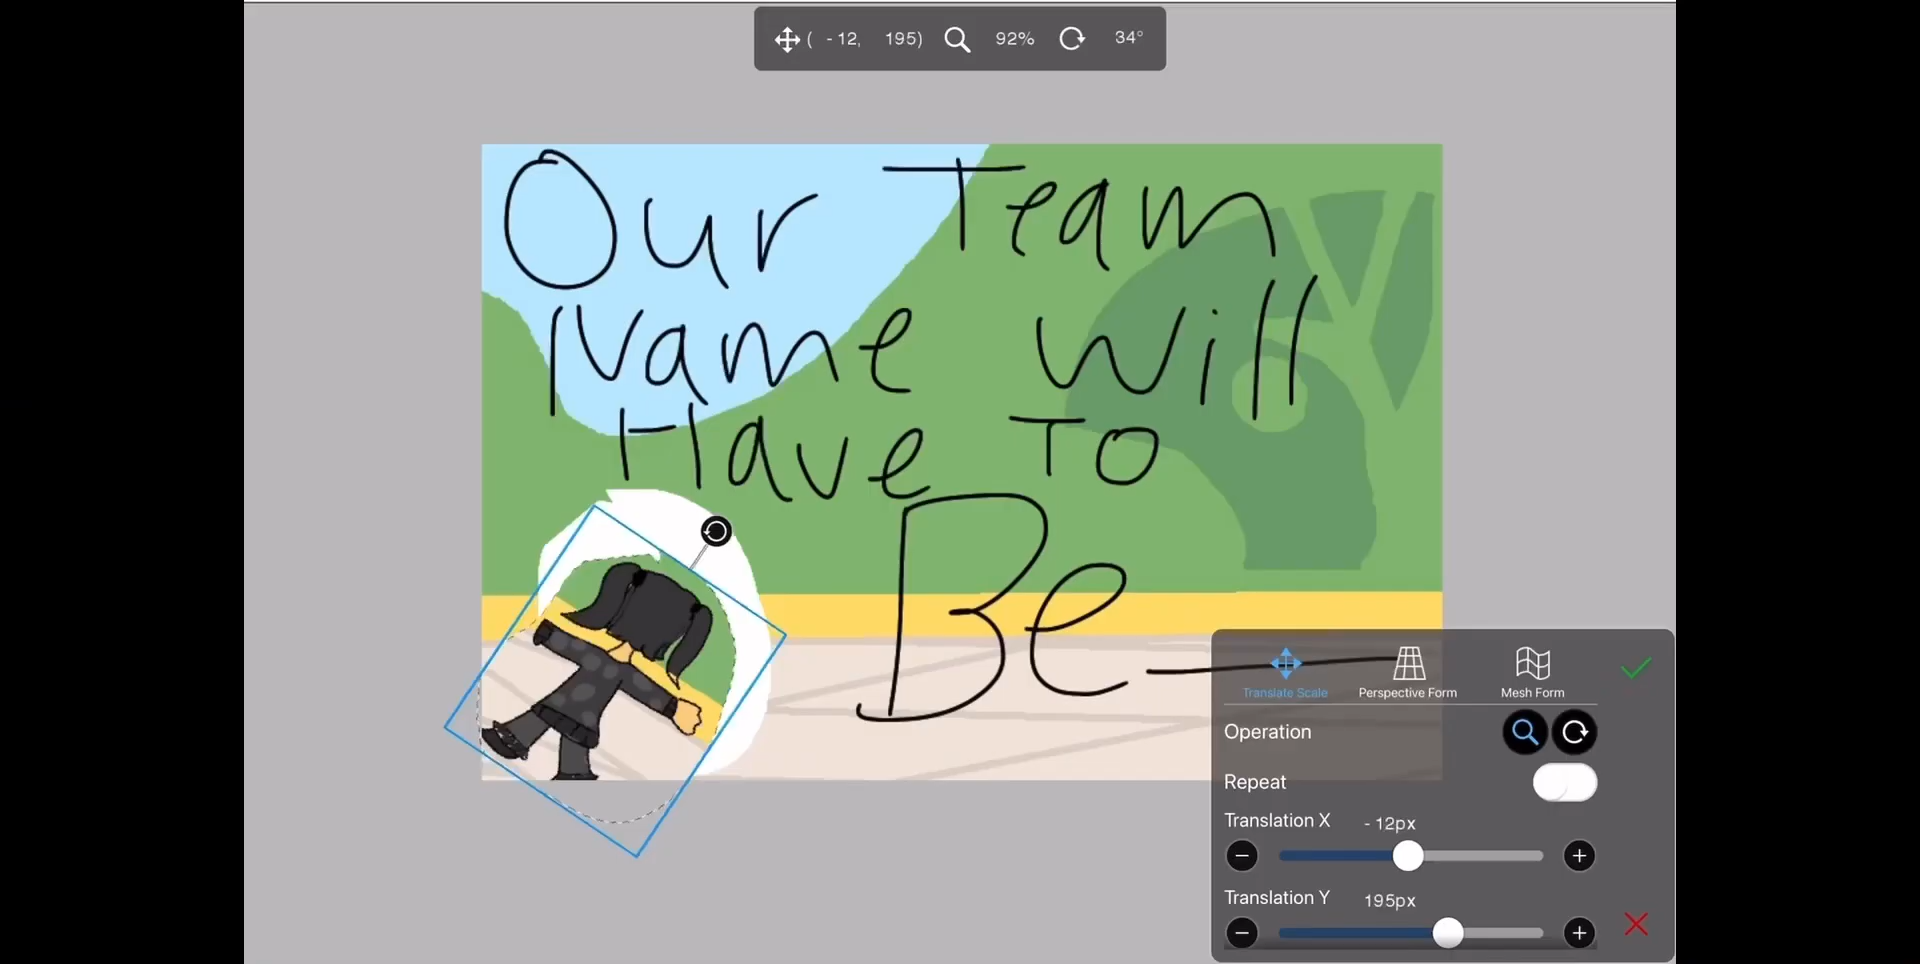 ( -12, 195) 92% 34°
Our Team
Name Will
Have To
Be_
Translate Scale Perspective Form Mesh Form
Operation
Repeat
Translation X -12px
Translation Y 195px